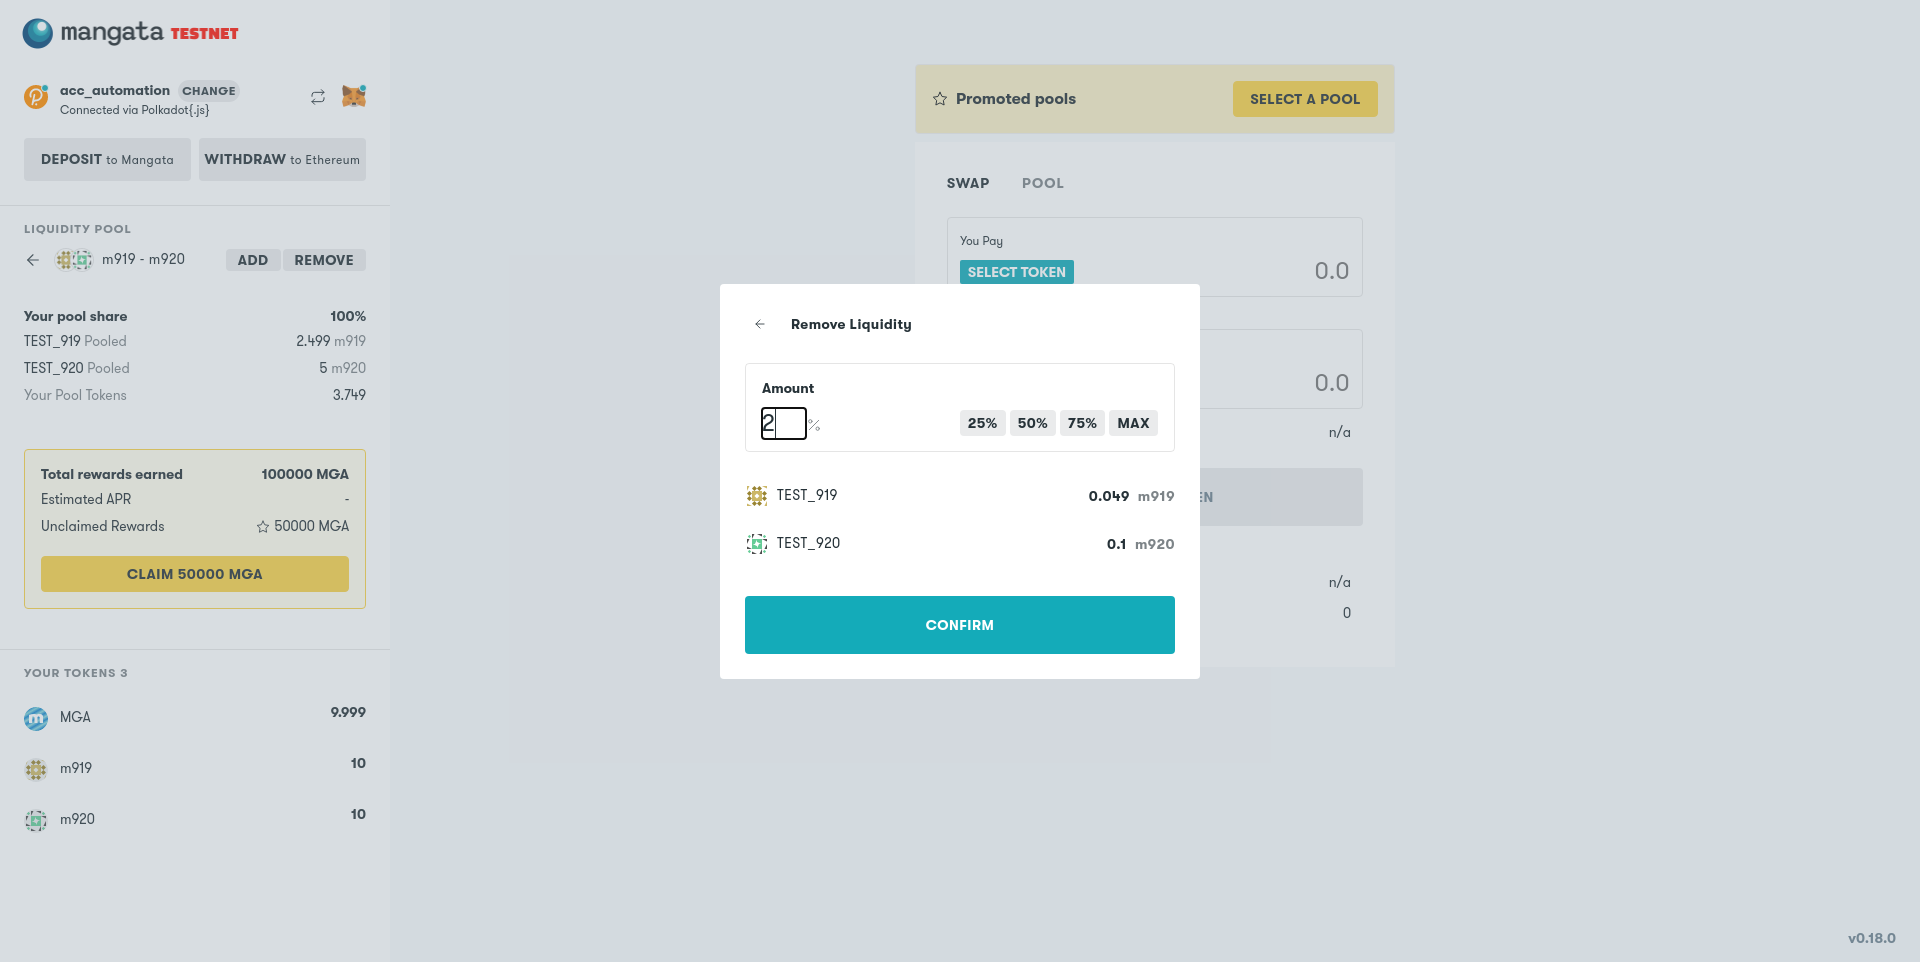 mangata TESTNET
acc_automation CHANGE
Connected via Polkadot{.js}
DEPOSIT to Mangata WITHDRAW to Ethereum
LIQUIDITY POOL
m919 - m920 ADD REMOVE
Your pool share 100%
TEST_919 Pooled 2.499 m919
TEST_920 Pooled 5 m920
Your Pool Tokens 3.749
Total rewards earned 100000 MGA
Estimated APR -
Unclaimed Rewards 50000 MGA
CLAIM 50000 MGA
YOUR TOKENS 3
MGA 9.999
m919 10
m920 10
Promoted pools SELECT A POOL
SWAP POOL
You Pay
SELECT TOKEN 0.0
0.0
n/a
n/a
0
Remove Liquidity
Amount
2 % 25% 50% 75% MAX
TEST_919 0.049 m919
TEST_920 0.1 m920
CONFIRM
v0.18.0